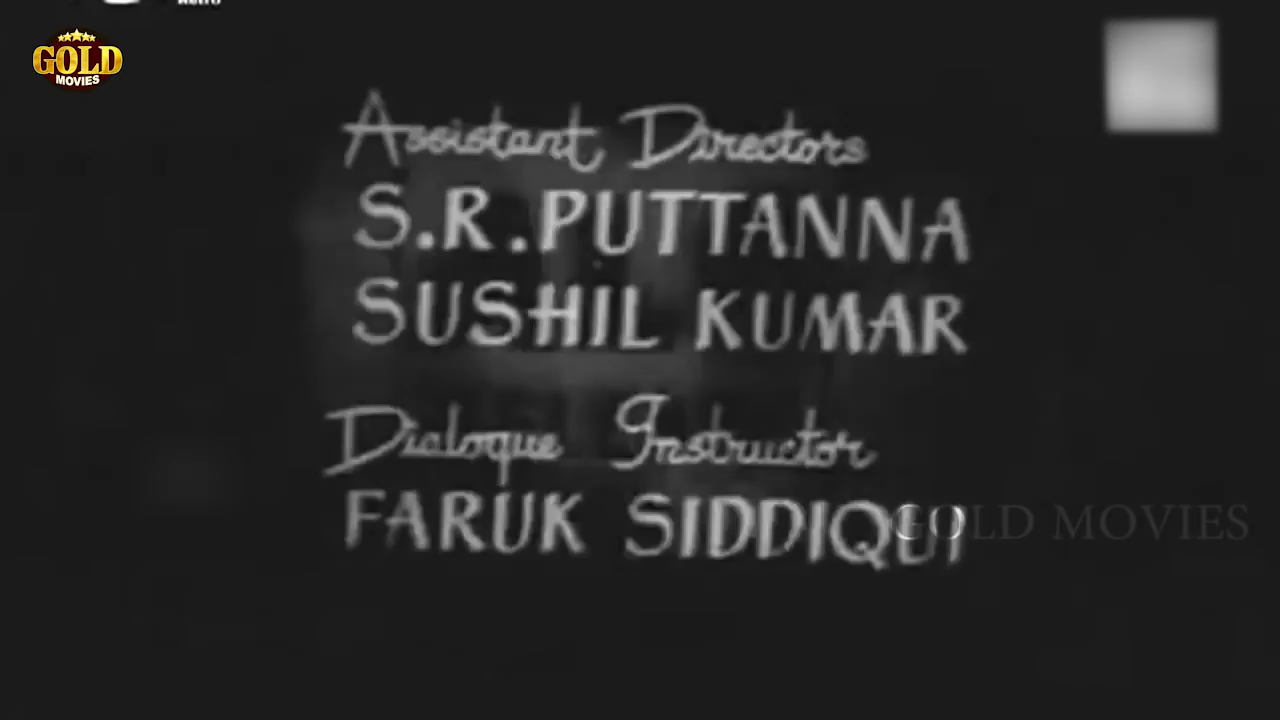 GOLD
MOVIES
Assistant Directors
S.R. PUTTANNA
SUSHIL KUMAR
Dialogue Instructor
FARUK SIDDIQUI
GOLD MOVIES